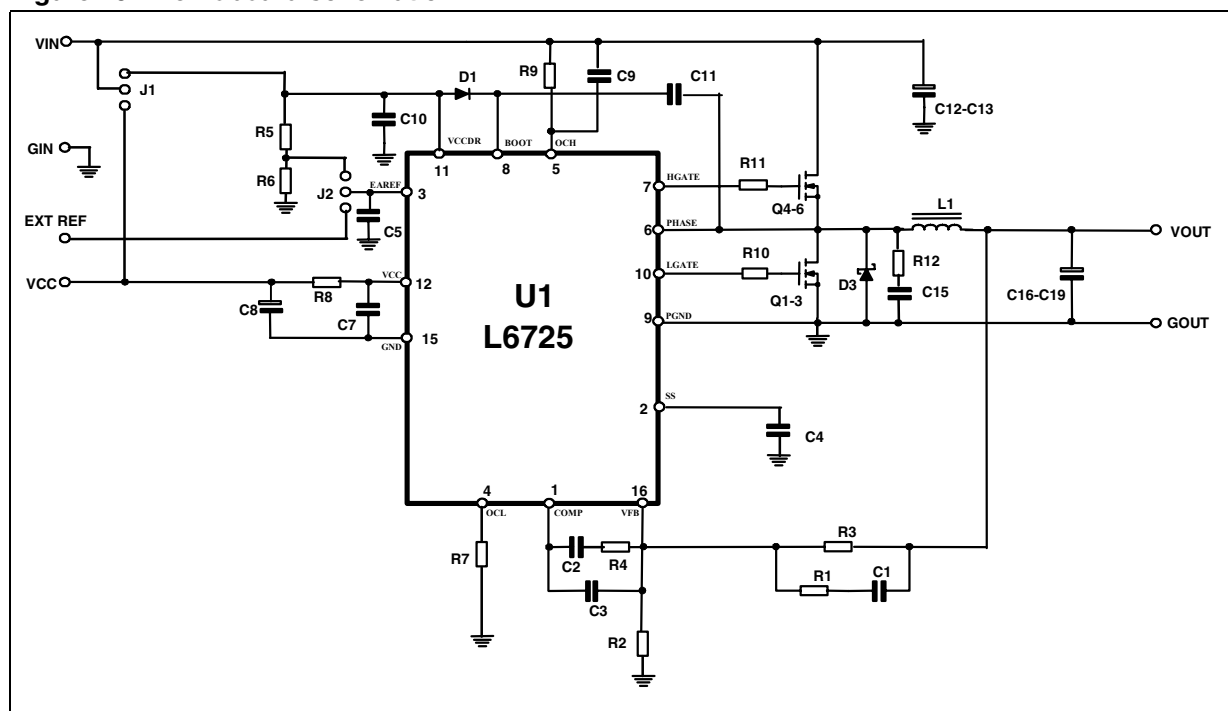 VIN
J1
R9
C9
D1
C11
C12-C13
C10
R5
GIN
R6
VCCDR
BOOT
OCH
11
8
5
R11
HGATE
7
EAREF
3
J2
Q4-6
L1
EXT REF
C5
PHASE
6
VOUT
R10
LGATE
10
R12
VCC
VCC
12
R8
D3
C15
C16-C19
C8
C7
U1
L6725
Q1-3
PGND
9
GOUT
15
GND
SS
2
C4
4
1
16
OCL
COMP
VFB
R7
C2
R4
R3
R1
C1
C3
R2